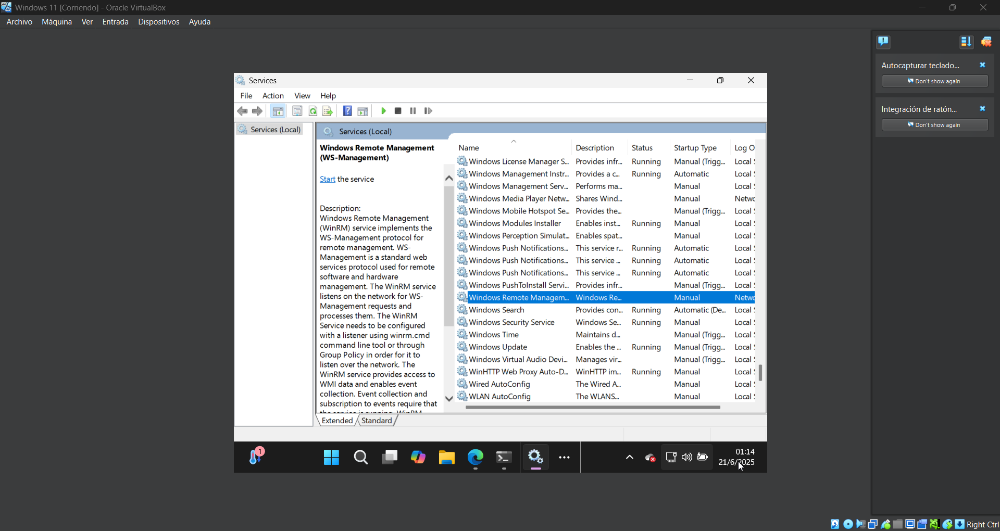 Windows 11 [Corriendo] - Oracle VirtualBox
Archivo Máquina Ver Entrada Dispositivos Ayuda
Autocapturar teclado...
Don't show again
Integración de ratón...
Don't show again
Services
File Action View Help
Services (Local)
Services (Local)
Windows Remote Management
(WS-Management)
Start the service
Description:
Windows Remote Management
(WinRM) service implements the
WS-Management protocol for
remote management. WS-
Management is a standard web
services protocol used for remote
software and hardware
management. The WinRM service
listens on the network for WS-
Management requests and
processes them. The WinRM
Service needs to be configured
with a listener using winrm.cmd
command line tool or through
Group Policy in order for it to
listen over the network. The
WinRM service provides access to
WMI data and enables event
collection. Event collection and
subscription to events require that
the service is running. WinRM
Name Description Status Startup Type Log O
Windows License Manager S... Provides infr... Running Manual (Trigg... Local S
Windows Management Instr... Provides a c... Running Automatic Local S
Windows Management Serv... Performs ma... Manual Local S
Windows Media Player Netw... Shares Wind... Manual Netwo
Windows Mobile Hotspot Se... Provides the... Manual (Trigg... Local S
Windows Modules Installer Enables inst... Running Manual Local S
Windows Perception Simulat... Enables spat... Manual Local S
Windows Push Notifications... This service r... Running Automatic Local S
Windows Push Notifications... This service ... Running Automatic Local S
Windows Push Notifications... This service ... Running Automatic Local S
Windows PushToInstall Servi... Provides infr... Manual (Trigg... Local S
Windows Remote Managem... Windows Re... Manual Netwo
Windows Search Provides con... Running Automatic (De... Local S
Windows Security Service Windows Se... Running Manual Local S
Windows Time Maintains d... Manual (Trigg... Local S
Windows Update Enables the ... Running Manual (Trigg... Local S
Windows Virtual Audio Devi... Manages vir... Manual (Trigg... Local S
WinHTTP Web Proxy Auto-D... WinHTTP im... Running Manual Local S
Wired AutoConfig The Wired A... Manual Local S
WLAN AutoConfig The WLANS... Manual Local S
Extended Standard
1
01:14
21/6/2025
Right Ctrl